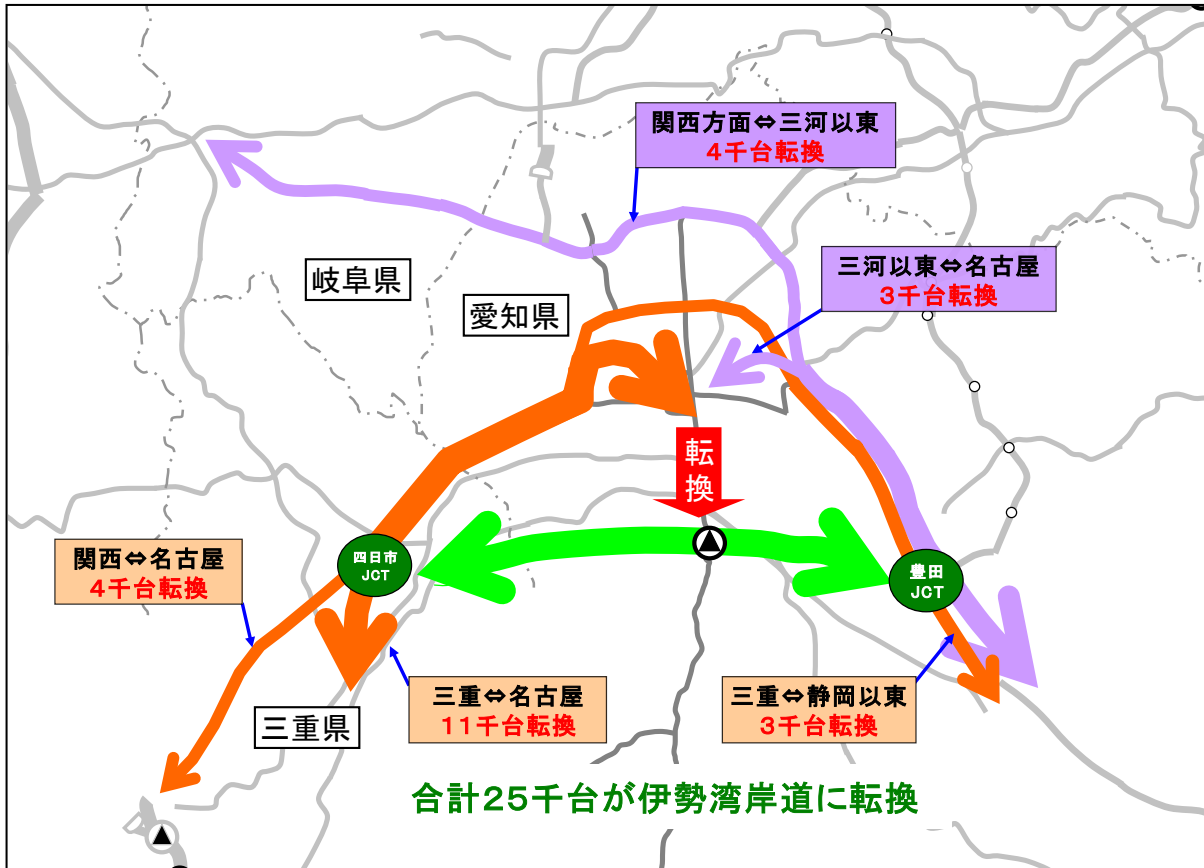 関西方面⇔三河以東
4千台転換
三河以東⇔名古屋
3千台転換
岐阜県
愛知県
転
換
四日市
JCT
豊田
JCT
関西⇔名古屋
4千台転換
三重⇔名古屋
11千台転換
三重⇔静岡以東
3千台転換
三重県
合計25千台が伊勢湾岸道に転換